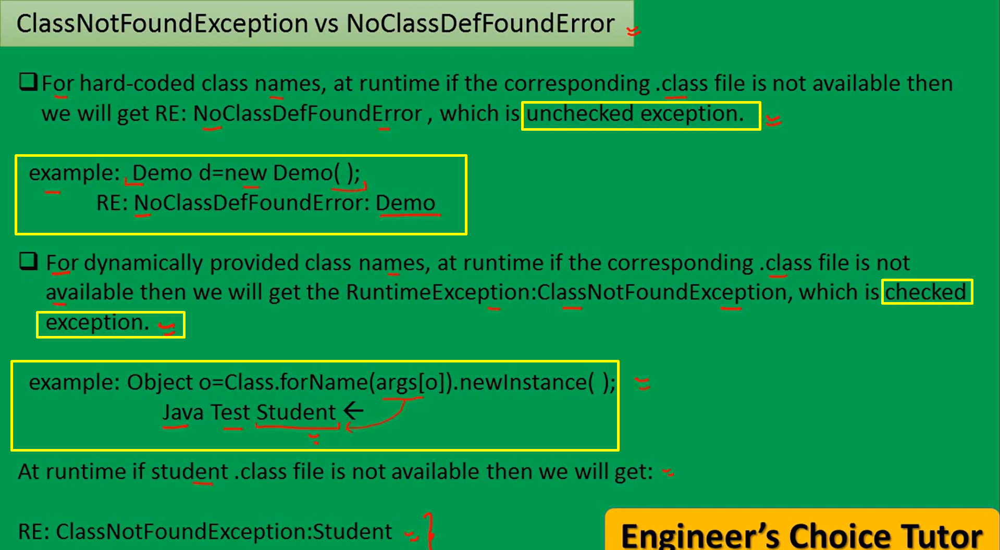 ClassNotFoundException vs NoClassDefFoundError
For hard-coded class names, at runtime if the corresponding .class file is not available then
we will get RE: NoClassDefFoundError , which is unchecked exception.
example: Demo d=new Demo( );
RE: NoClassDefFoundError: Demo
For dynamically provided class names, at runtime if the corresponding .class file is not
available then we will get the RuntimeException:ClassNotFoundException, which is checked
exception.
example: Object o=Class.forName(args[o]).newInstance( );
Java Test Student ←
At runtime if student .class file is not available then we will get:
RE: ClassNotFoundException:Student
Engineer’s Choice Tutor